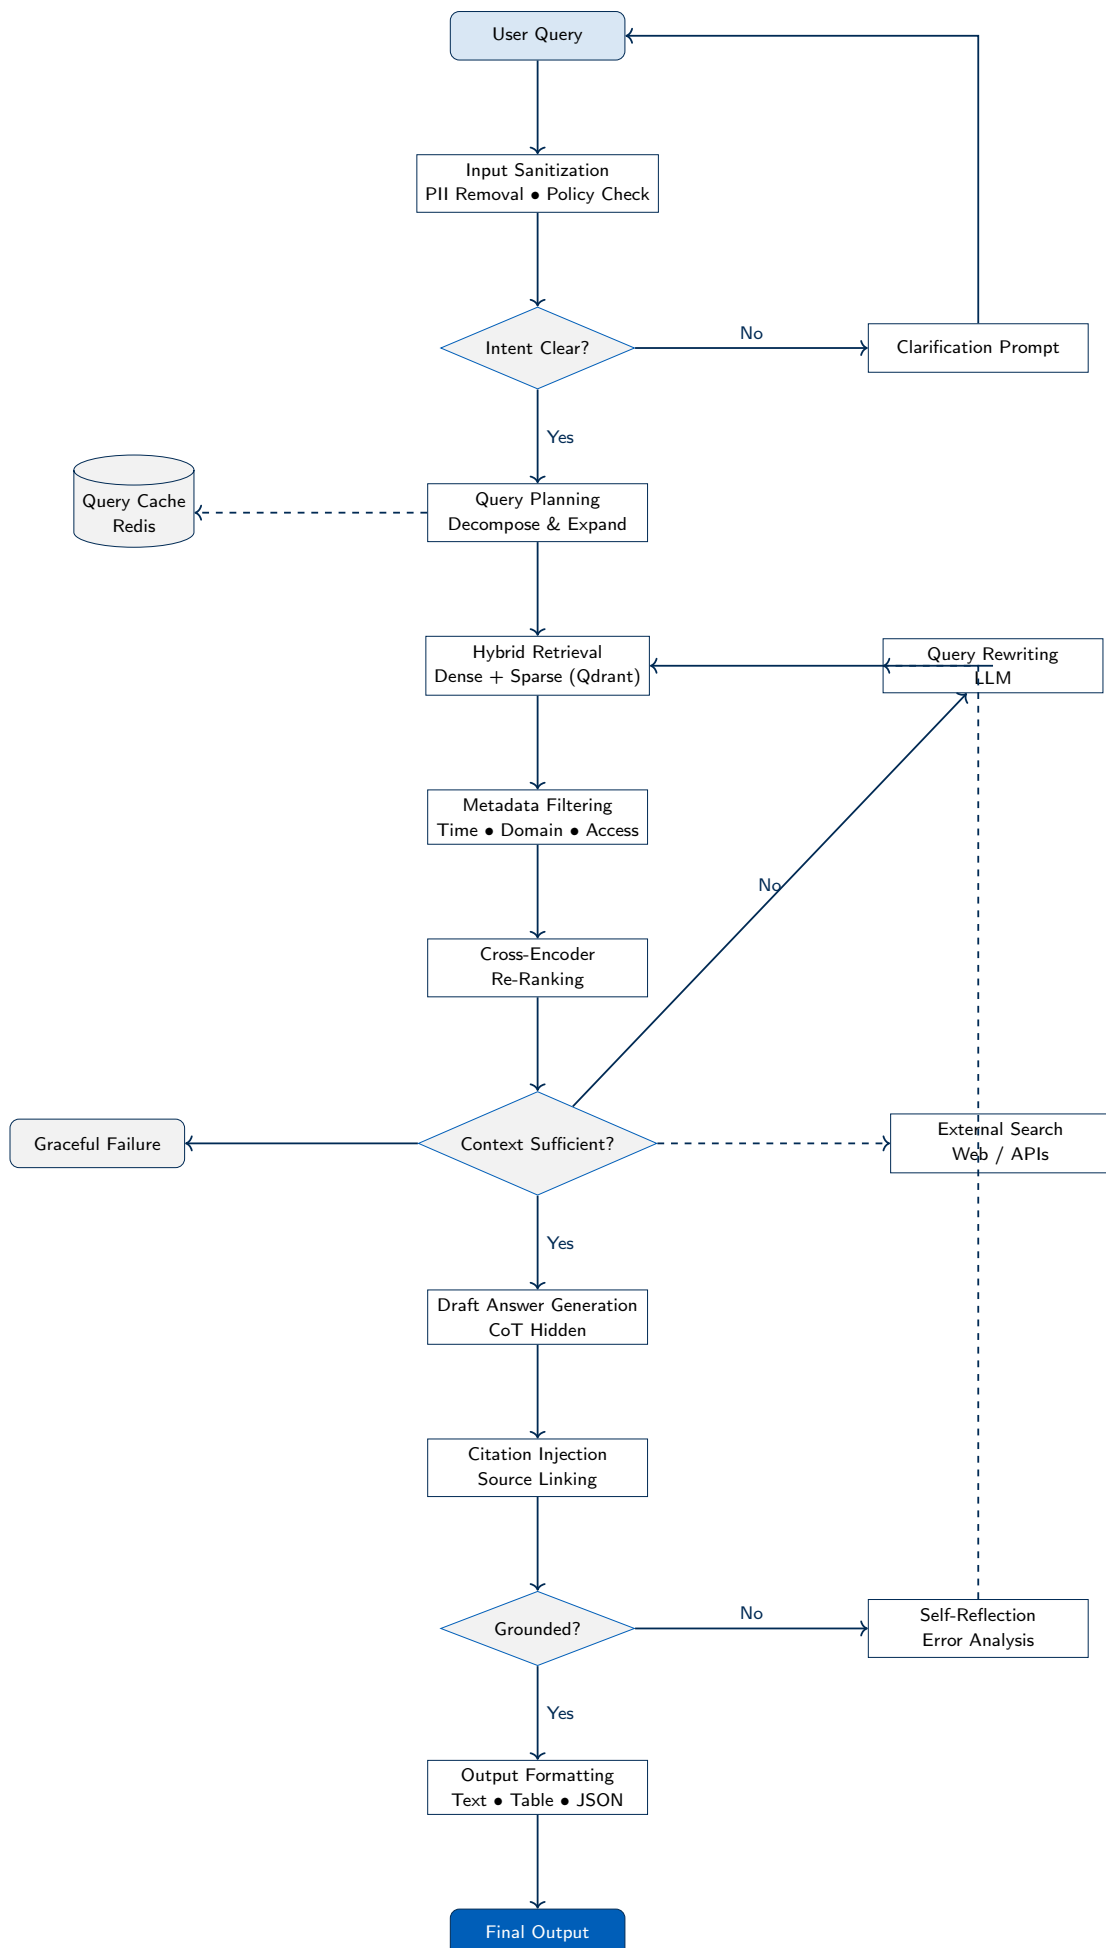 User Query
Input Sanitization
PII Removal • Policy Check
Intent Clear?
No
Clarification Prompt
Yes
Query Cache
Redis
Query Planning
Decompose & Expand
Hybrid Retrieval
Dense + Sparse (Qdrant)
Query Rewriting
LLM
Metadata Filtering
Time • Domain • Access
No
Cross-Encoder
Re-Ranking
Graceful Failure
Context Sufficient?
External Search
Web / APIs
Yes
Draft Answer Generation
CoT Hidden
Citation Injection
Source Linking
Grounded?
No
Self-Reflection
Error Analysis
Yes
Output Formatting
Text • Table • JSON
Final Output